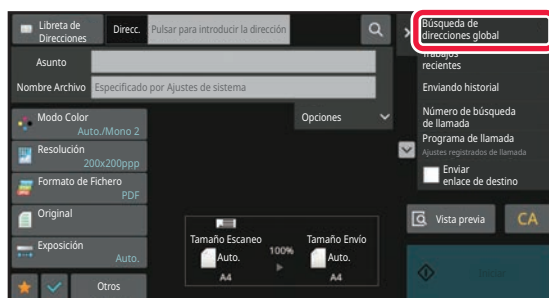 Libreta de
Direcciones
Direcc.
Pulsar para introducir la dirección
Asunto
Nombre Archivo
Especificado por Ajustes de sistema
Opciones
Modo Color
Auto./Mono 2
Resolución
200x200ppp
Formato de Fichero
PDF
Original
Exposición
Auto.
Otros
Tamaño Escaneo
Auto.
A4
100%
Tamaño Envío
Auto.
A4
Búsqueda de
direcciones global
Trabajos
recientes
Enviando historial
Número de búsqueda
de llamada
Programa de llamada
Ajustes registrados de llamada
Enviar
enlace de destino
Vista previa
CA